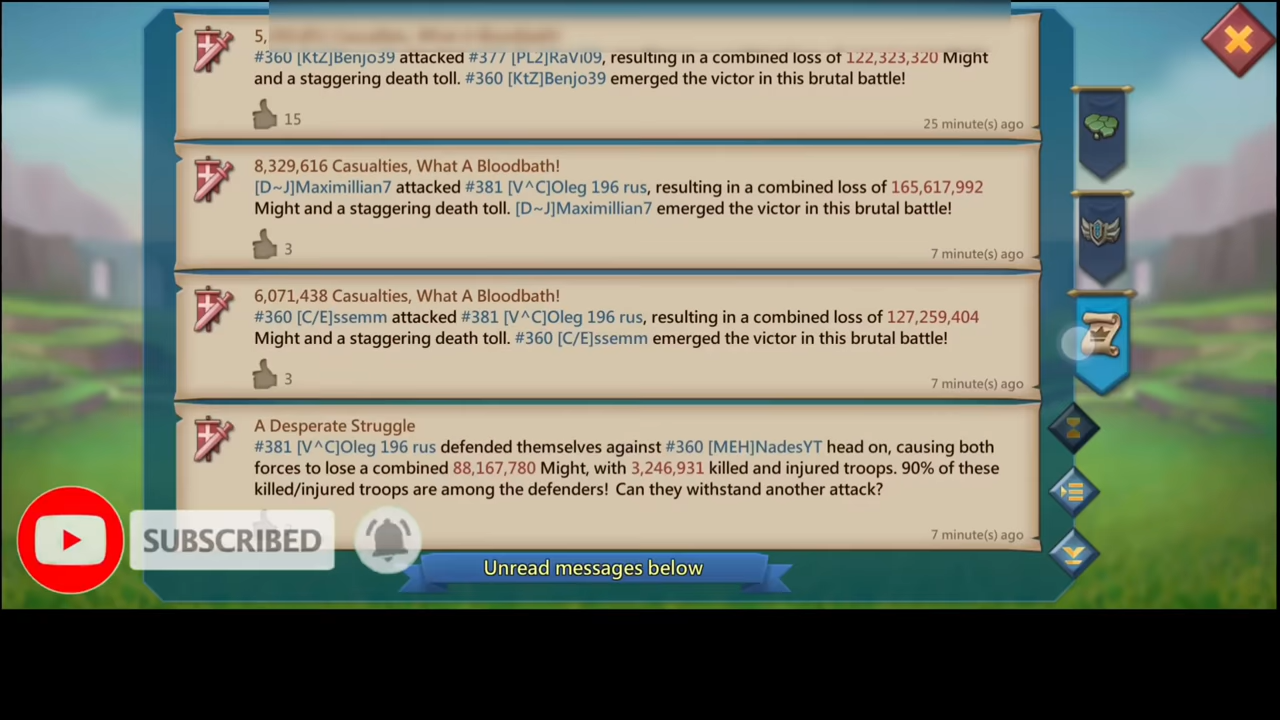 5,
#360 [KtZ]Benjo39 attacked #377 [PL2]RaVi09, resulting in a combined loss of 122,323,320 Might
and a staggering death toll. #360 [KtZ]Benjo39 emerged the victor in this brutal battle!
15
25 minute(s) ago
8,329,616 Casualties, What A Bloodbath!
[D~J]Maximillian7 attacked #381 [V^C]Oleg 196 rus, resulting in a combined loss of 165,617,992
Might and a staggering death toll. [D~J]Maximillian7 emerged the victor in this brutal battle!
3
7 minute(s) ago
6,071,438 Casualties, What A Bloodbath!
#360 [C/E]ssemm attacked #381 [V^C]Oleg 196 rus, resulting in a combined loss of 127,259,404
Might and a staggering death toll. #360 [C/E]ssemm emerged the victor in this brutal battle!
3
7 minute(s) ago
A Desperate Struggle
#381 [V^C]Oleg 196 rus defended themselves against #360 [MEH]NadesYT head on, causing both
forces to lose a combined 88,167,780 Might, with 3,246,931 killed and injured troops. 90% of these
killed/injured troops are among the defenders! Can they withstand another attack?
7 minute(s) ago
SUBSCRIBED
Unread messages below